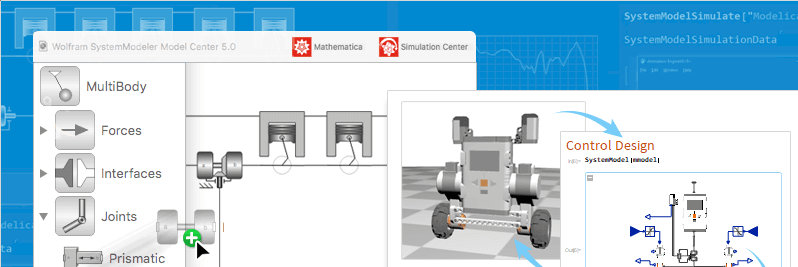 Wolfram SystemModeler Model Center 5.0
Mathematica
Simulation Center
MultiBody
Forces
Interfaces
Joints
Prismatic
SystemModelSimulate["Modelica
SystemModelSimulationData
Control Design
SystemModel[mmodel]